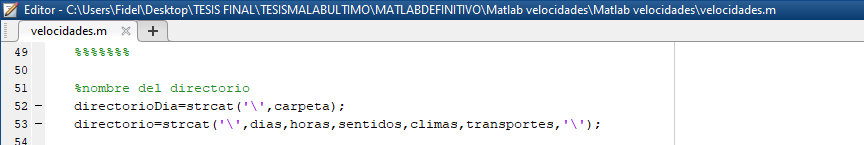 Editor - C:\Users\Fidel\Desktop\TESIS FINAL\TESISMALABULTIMO\MATLABDEFINITIVO\Matlab velocidades\Matlab velocidades\velocidades.m
velocidades.m × +
49 %%%%%%%
50
51 %nombre del directorio
52 – directorioDia=strcat('\',carpeta);
53 – directorio=strcat('\',dias,horas,sentidos,climas,transportes,'\');
54